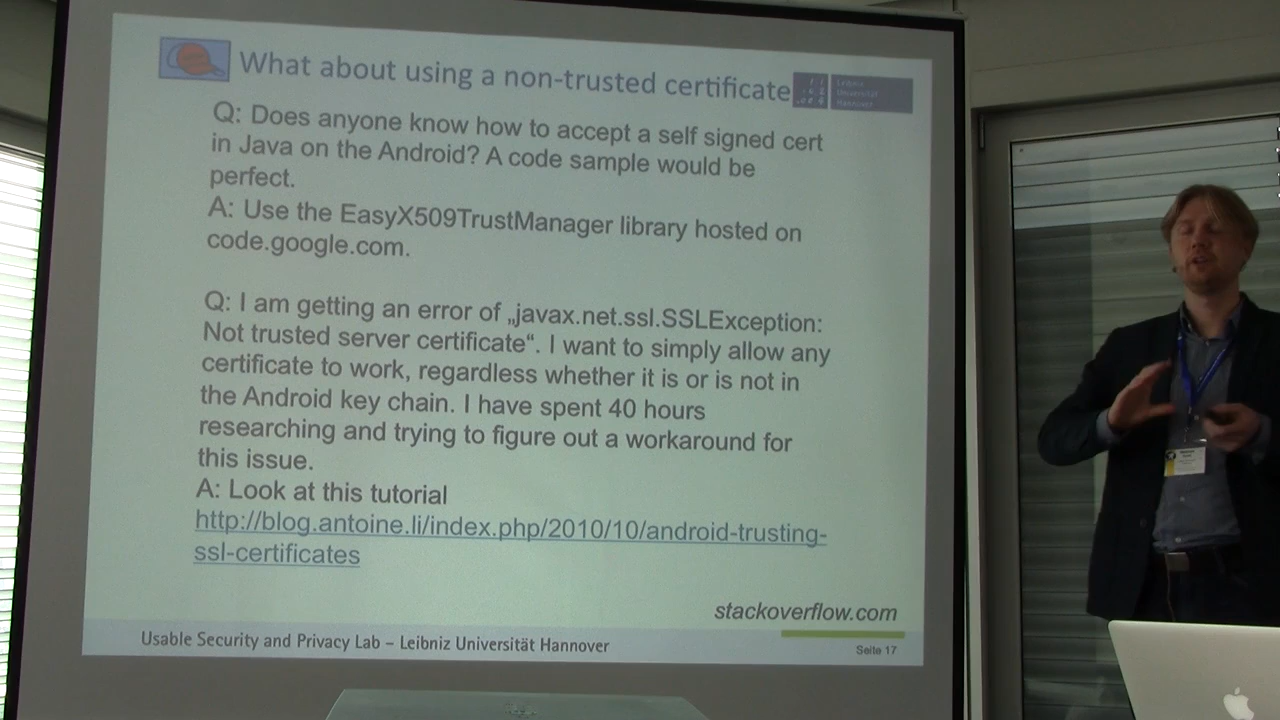 What about using a non-trusted certificate
Leibniz
Universität
Hannover
Q: Does anyone know how to accept a self signed cert
in Java on the Android? A code sample would be
perfect.
A: Use the EasyX509TrustManager library hosted on
code.google.com.
Q: I am getting an error of „javax.net.ssl.SSLException:
Not trusted server certificate“. I want to simply allow any
certificate to work, regardless whether it is or is not in
the Android key chain. I have spent 40 hours
researching and trying to figure out a workaround for
this issue.
A: Look at this tutorial
http://blog.antoine.li/index.php/2010/10/android-trusting-
ssl-certificates
stackoverflow.com
Usable Security and Privacy Lab – Leibniz Universität Hannover
Seite 17